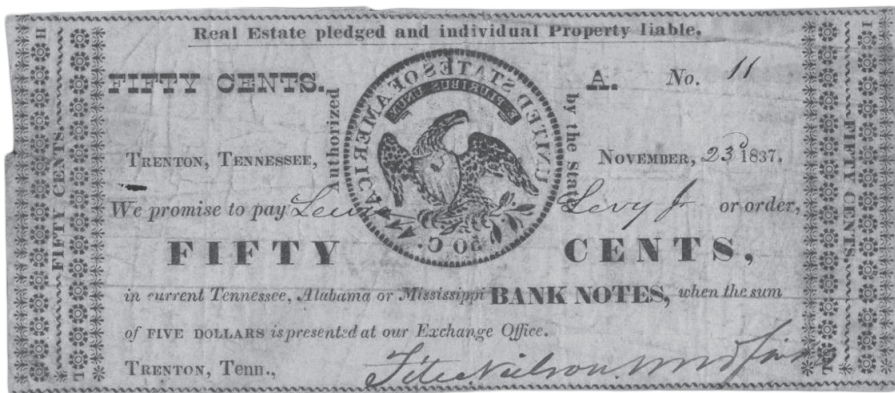 Real Estate pledged and individual Property liable.
FIFTY CENTS. A. No. 11
Authorized by the State
UNITED STATES OF AMERICA
E PLURIBUS UNUM
50 C.
TRENTON, TENNESSEE, NOVEMBER, 23d 1837.
We promise to pay Levy Jr or order,
FIFTY CENTS,
in current Tennessee, Alabama or Mississippi BANK NOTES, when the sum
of FIVE DOLLARS is presented at our Exchange Office.
TRENTON, Tenn.,
FIFTY CENTS.
FIFTY CENTS.